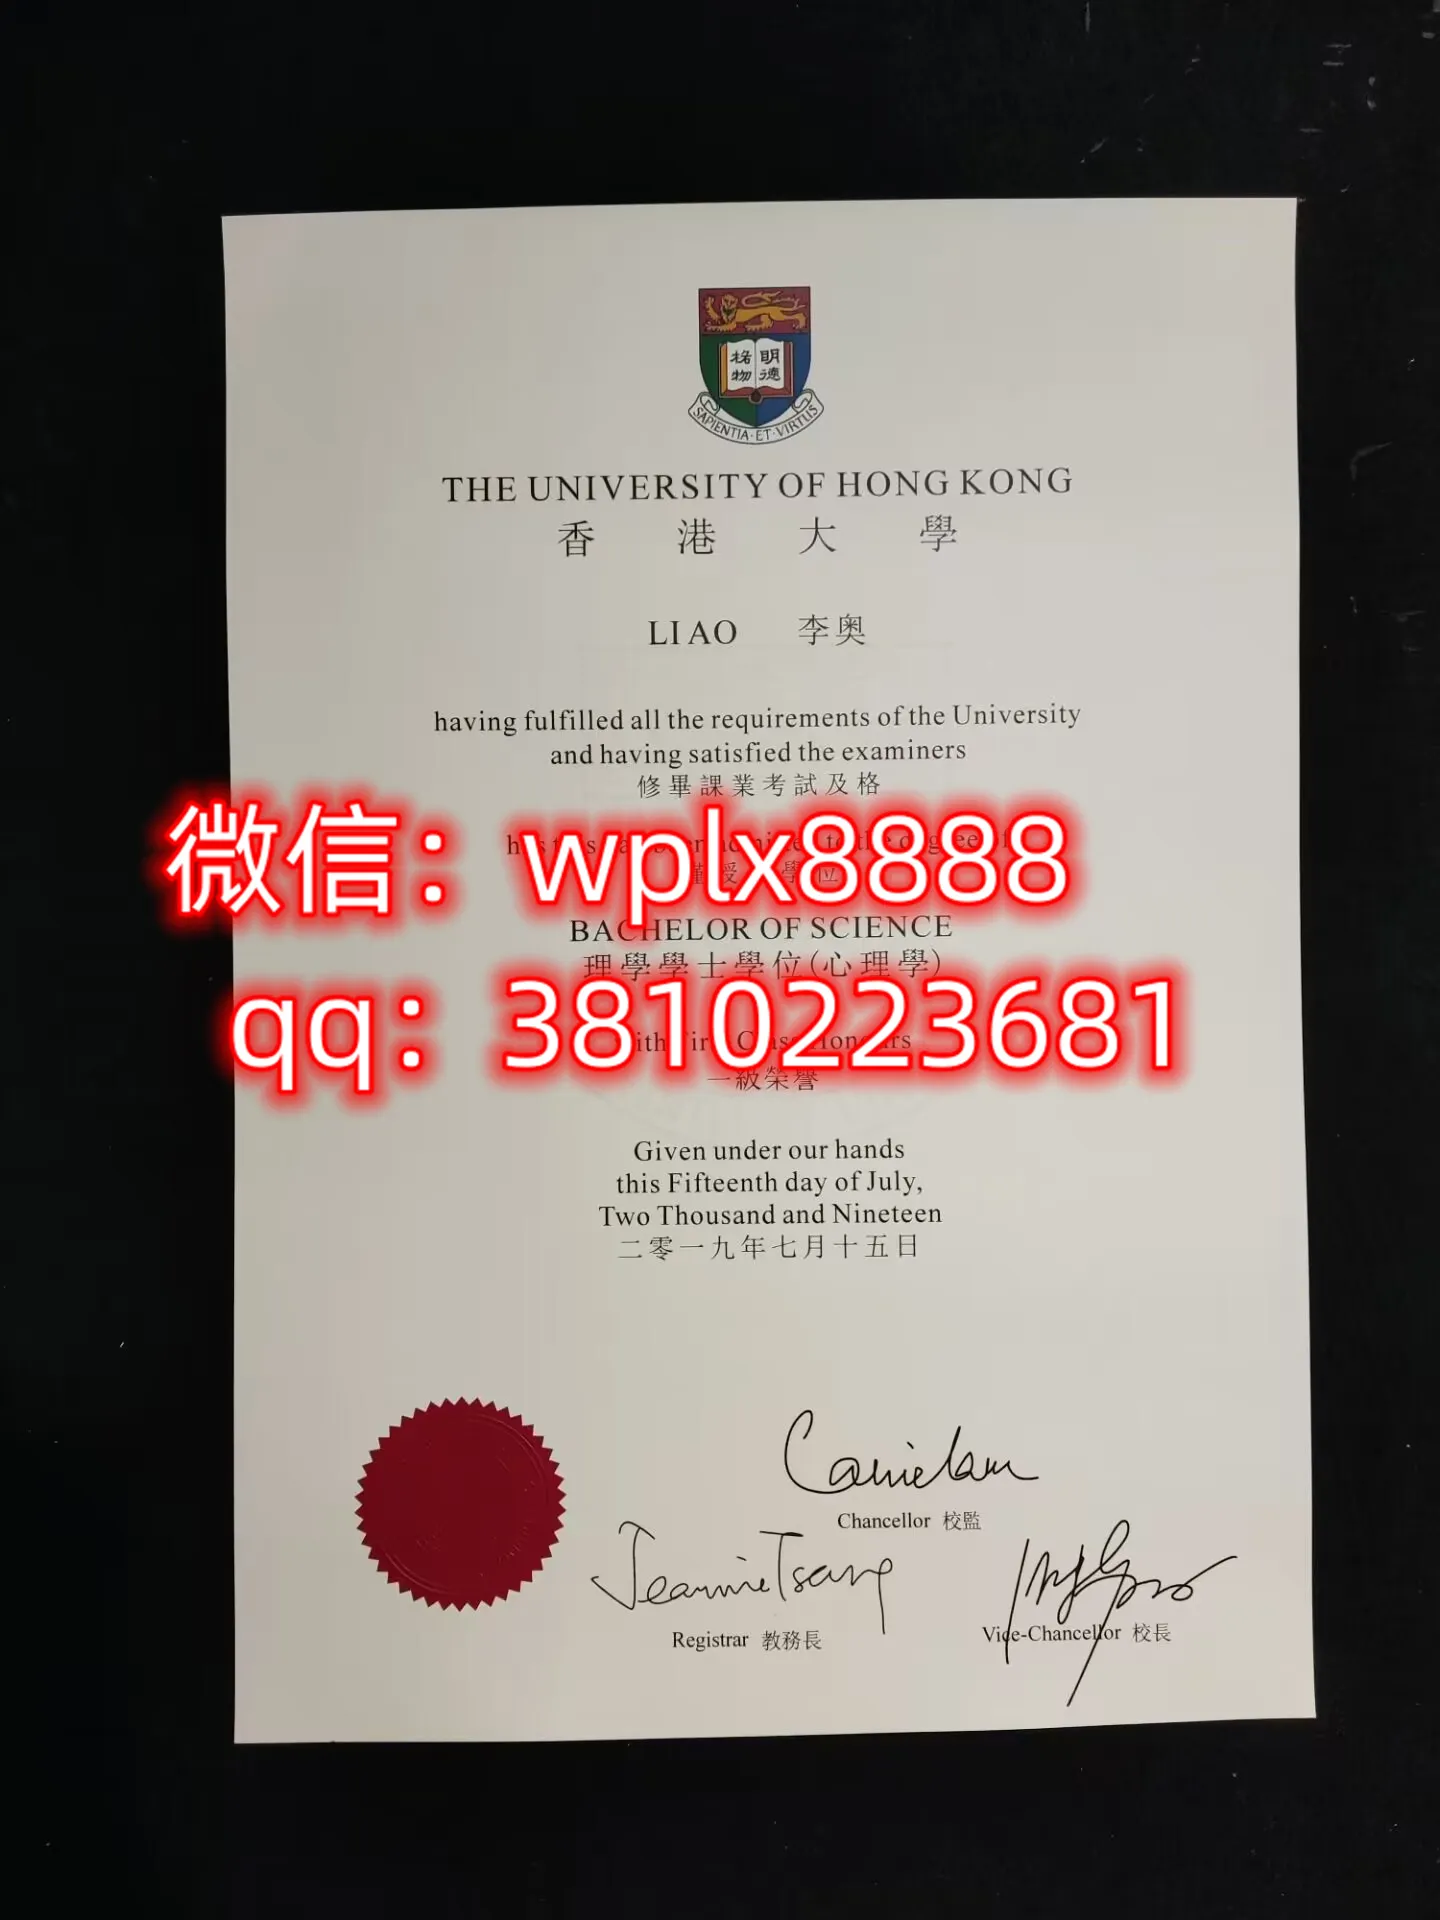 格 明
物 德
SAPIENTIA·ET·VIRTUS
THE UNIVERSITY OF HONG KONG
香港大學
LI AO 李奥
having fulfilled all the requirements of the University
and having satisfied the examiners
修畢課業考試及格
微信：wplx8888
BACHELOR OF SCIENCE
理學學士學位(心理學)
qq：3810223681
一級榮譽
Given under our hands
this Fifteenth day of July,
Two Thousand and Nineteen
二零一九年七月十五日
Carrie Lam
Chancellor 校監
Jeannie Tsang
Registrar 教務長
Vice-Chancellor 校長